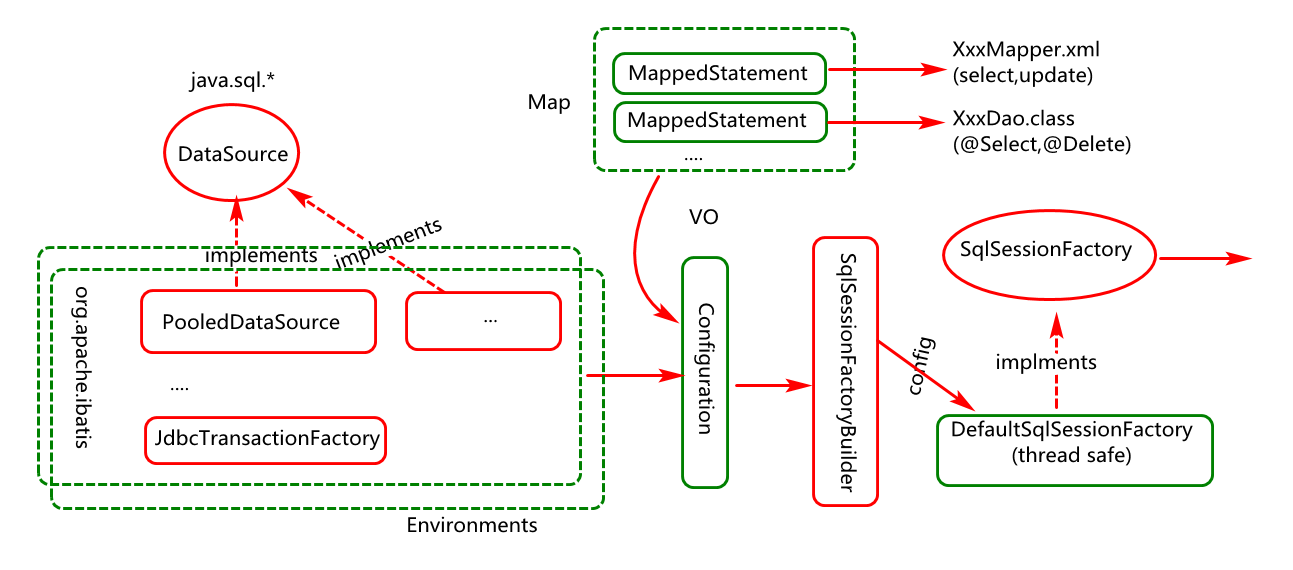 java.sql.*
DataSource
implements
implements
org.apache.ibatis
PooledDataSource
...
....
JdbcTransactionFactory
Environments
Map
MappedStatement
MappedStatement
....
XxxMapper.xml
(select,update)
XxxDao.class
(@Select,@Delete)
VO
Configuration
SqlSessionFactoryBuilder
config
SqlSessionFactory
implments
DefaultSqlSessionFactory
(thread safe)